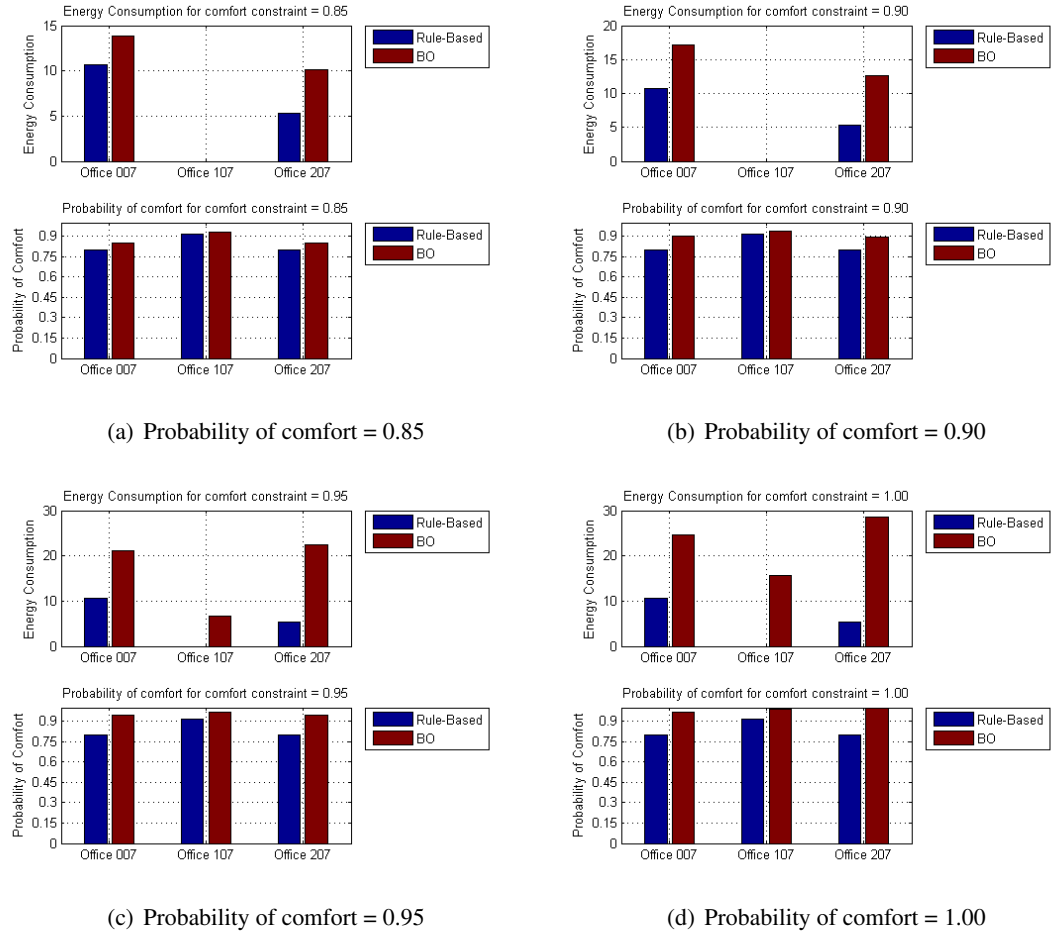 Energy Consumption for comfort constraint = 0.85
Energy Consumption
15
10
5
0
Office 007
Office 107
Office 207
Rule-Based
BO
Probability of comfort for comfort constraint = 0.85
Probability of Comfort
0.9
0.75
0.6
0.45
0.3
0.15
0
Office 007
Office 107
Office 207
Rule-Based
BO
(a) Probability of comfort = 0.85
Energy Consumption for comfort constraint = 0.90
Energy Consumption
20
15
10
5
0
Office 007
Office 107
Office 207
Rule-Based
BO
Probability of comfort for comfort constraint = 0.90
Probability of Comfort
0.9
0.75
0.6
0.45
0.3
0.15
0
Office 007
Office 107
Office 207
Rule-Based
BO
(b) Probability of comfort = 0.90
Energy Consumption for comfort constraint = 0.95
Energy Consumption
30
20
10
0
Office 007
Office 107
Office 207
Rule-Based
BO
Probability of comfort for comfort constraint = 0.95
Probability of Comfort
0.9
0.75
0.6
0.45
0.3
0.15
0
Office 007
Office 107
Office 207
Rule-Based
BO
(c) Probability of comfort = 0.95
Energy Consumption for comfort constraint = 1.00
Energy Consumption
30
20
10
0
Office 007
Office 107
Office 207
Rule-Based
BO
Probability of comfort for comfort constraint = 1.00
Probability of Comfort
0.9
0.75
0.6
0.45
0.3
0.15
0
Office 007
Office 107
Office 207
Rule-Based
BO
(d) Probability of comfort = 1.00